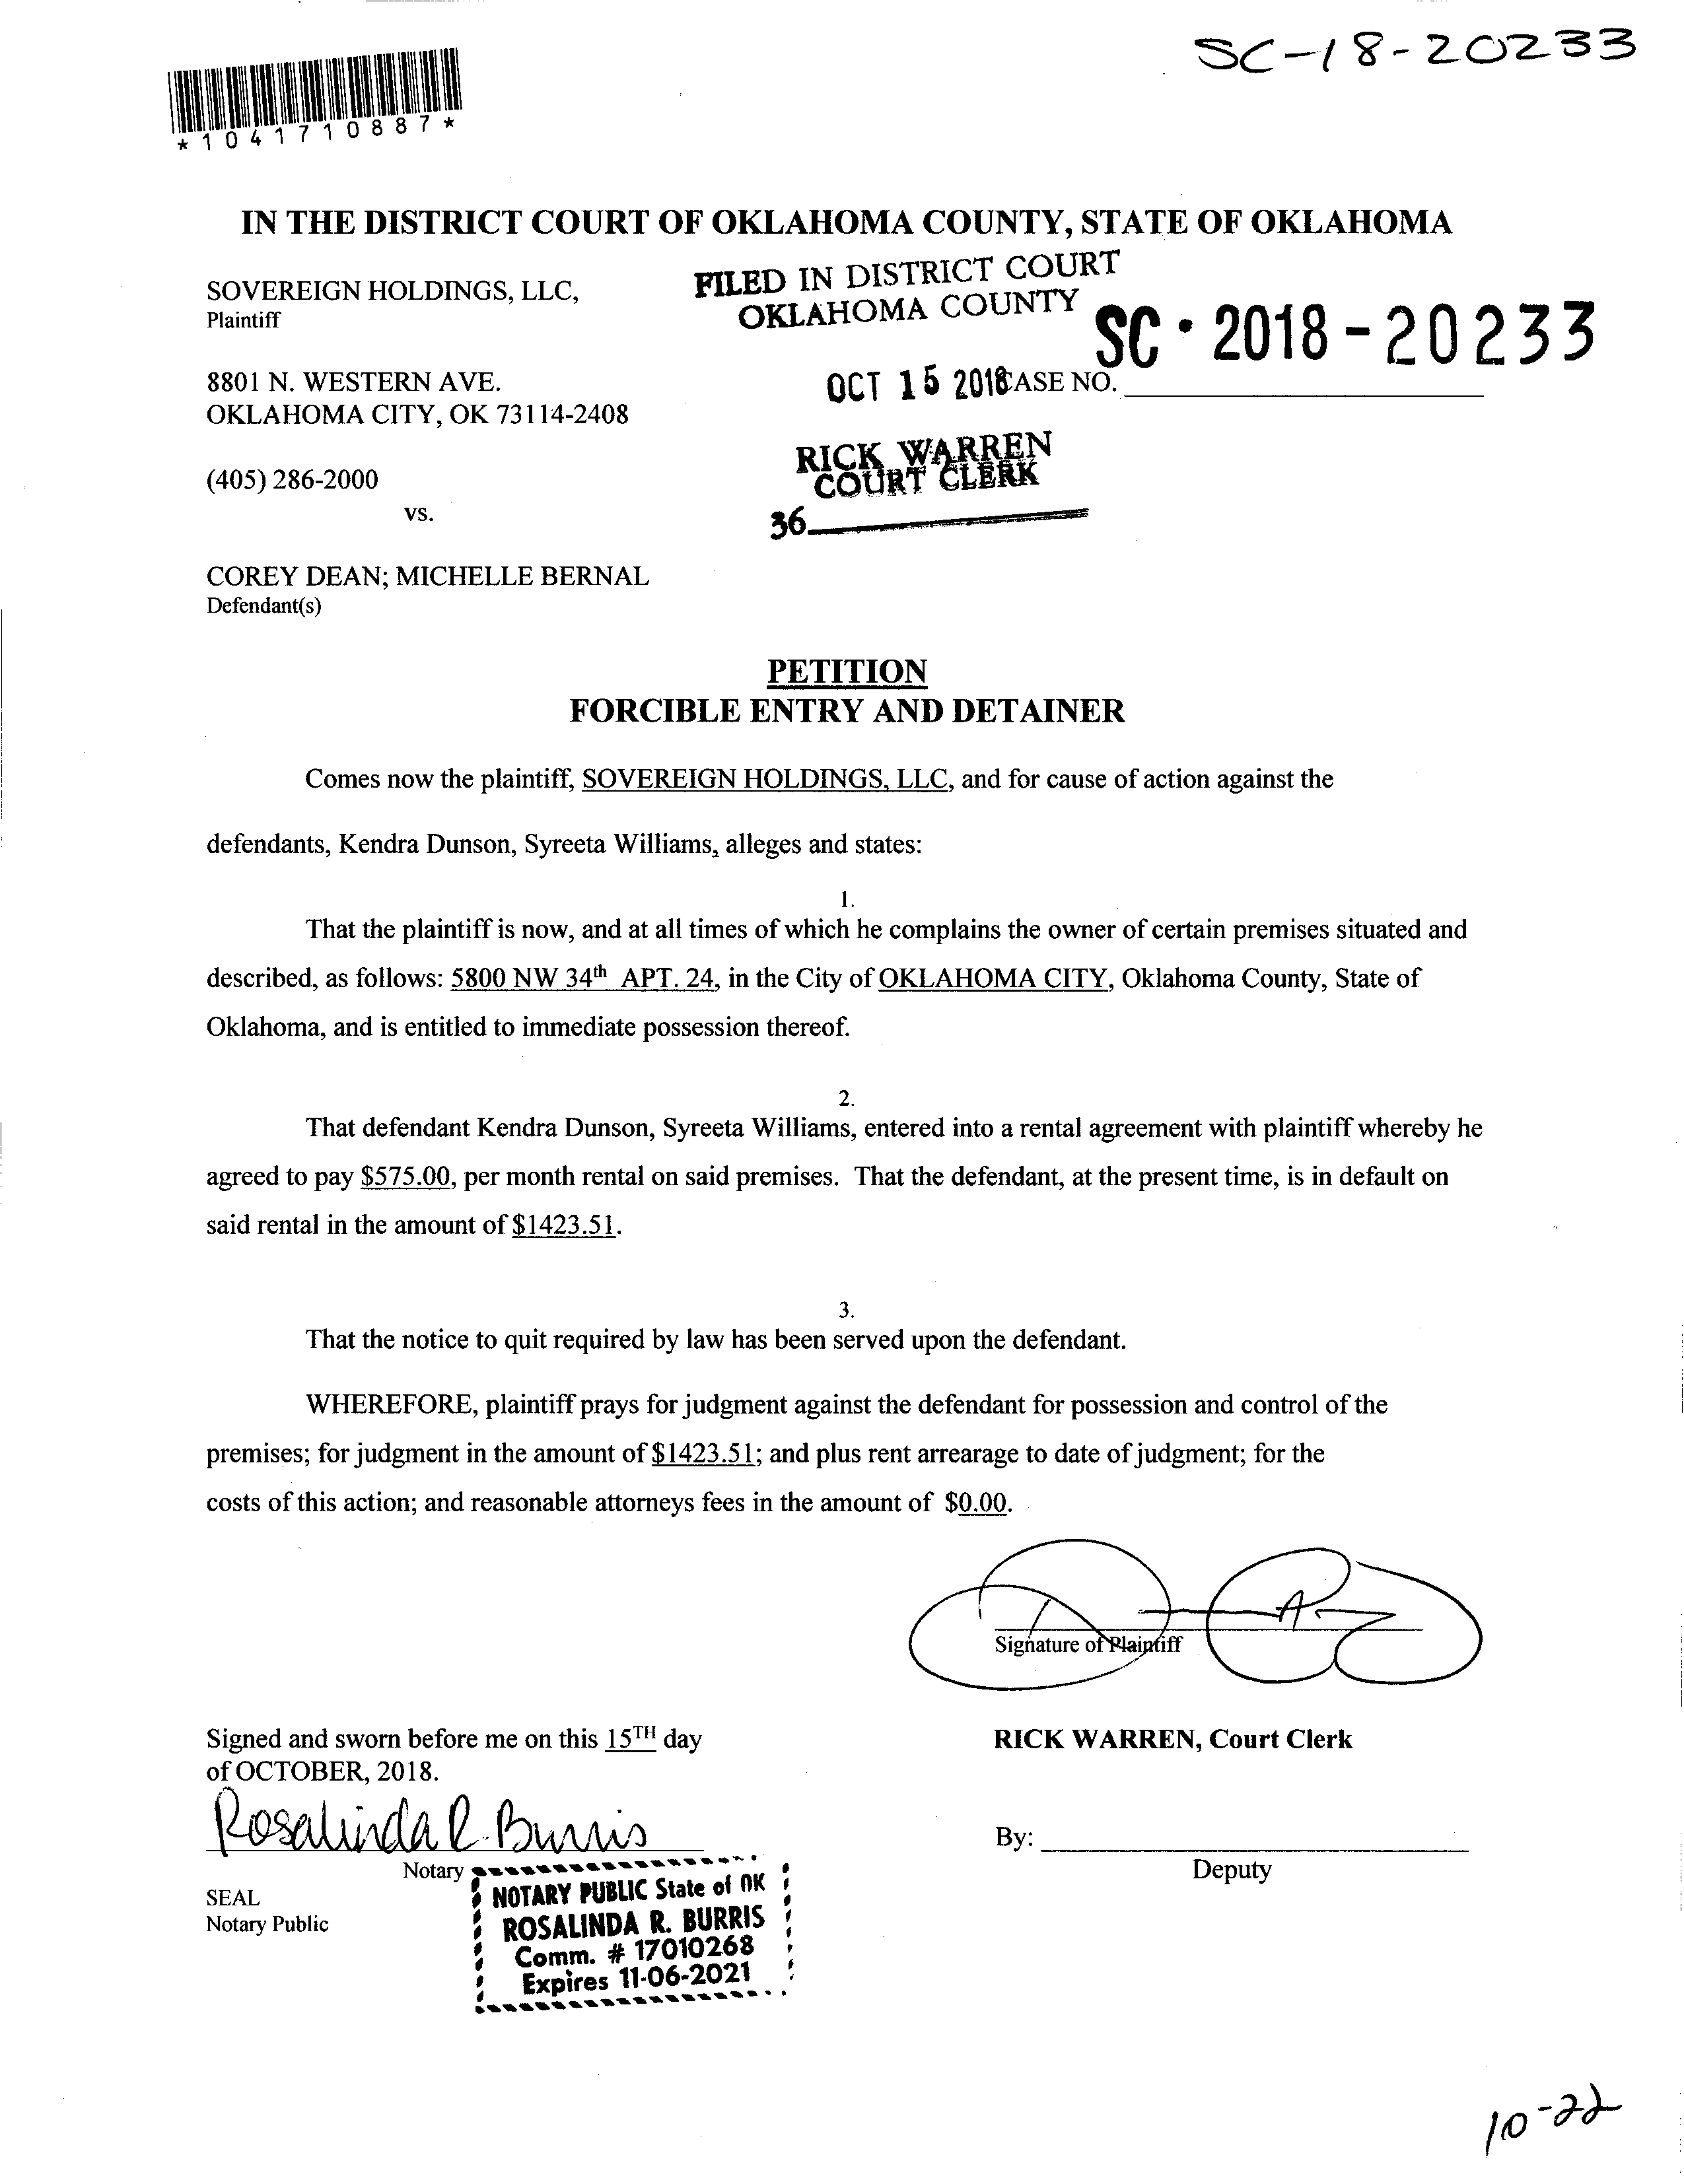 SC-18-20233
*1041710887*
IN THE DISTRICT COURT OF OKLAHOMA COUNTY, STATE OF OKLAHOMA
SOVEREIGN HOLDINGS, LLC,
Plaintiff
FILED IN DISTRICT COURT
OKLAHOMA COUNTY
SC • 2018 - 20233
8801 N. WESTERN AVE.
OKLAHOMA CITY, OK 73114-2408
OCT 15 2018
CASE NO.
RICK WARREN
COURT CLERK
(405) 286-2000
vs.
36
COREY DEAN; MICHELLE BERNAL
Defendant(s)
PETITION
FORCIBLE ENTRY AND DETAINER
Comes now the plaintiff, SOVEREIGN HOLDINGS, LLC, and for cause of action against the
defendants, Kendra Dunson, Syreeta Williams, alleges and states:
1.
That the plaintiff is now, and at all times of which he complains the owner of certain premises situated and
described, as follows: 5800 NW 34th APT. 24, in the City of OKLAHOMA CITY, Oklahoma County, State of
Oklahoma, and is entitled to immediate possession thereof.
2.
That defendant Kendra Dunson, Syreeta Williams, entered into a rental agreement with plaintiff whereby he
agreed to pay $575.00, per month rental on said premises. That the defendant, at the present time, is in default on
said rental in the amount of $1423.51.
3.
That the notice to quit required by law has been served upon the defendant.
WHEREFORE, plaintiff prays for judgment against the defendant for possession and control of the
premises; for judgment in the amount of $1423.51; and plus rent arrearage to date of judgment; for the
costs of this action; and reasonable attorneys fees in the amount of $0.00.
Signature of Plaintiff
Signed and sworn before me on this 15TH day
of OCTOBER, 2018.
RICK WARREN, Court Clerk
Rosalinda R. Burris
Notary
By:
Deputy
SEAL
Notary Public
NOTARY PUBLIC State of OK
ROSALINDA R. BURRIS
Comm. # 17010268
Expires 11-06-2021
10-22